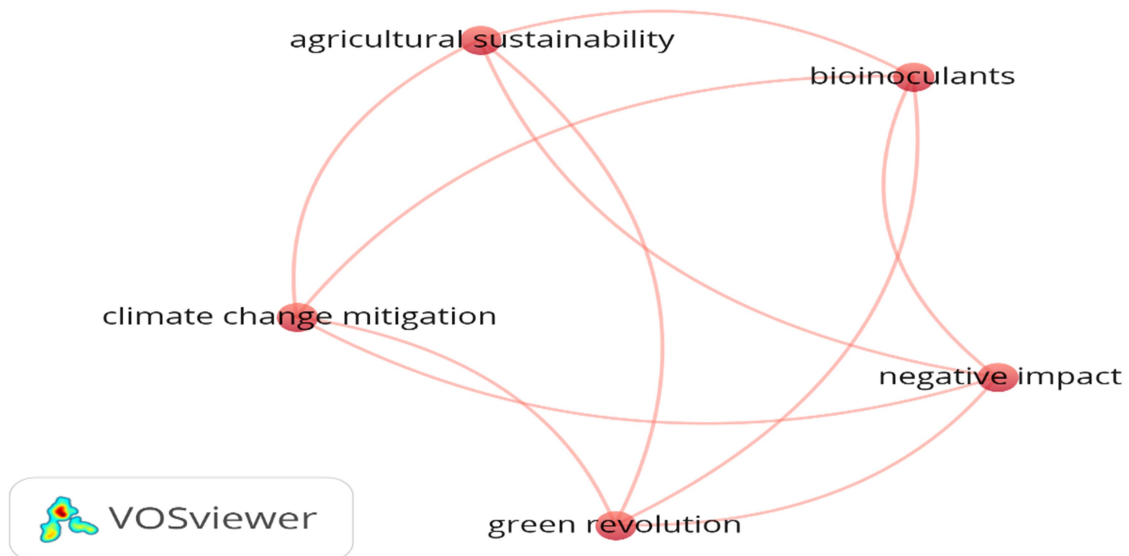 agricultural sustainability
bioinoculants
climate change mitigation
negative impact
green revolution
VOSviewer